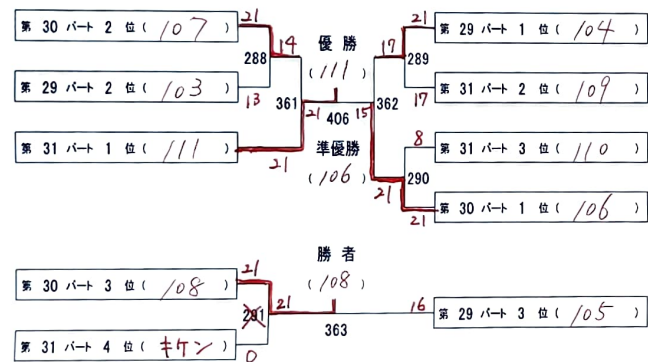 第 30 パート 2 位 ( 107 )
21
288
14
第 29 パート 2 位 ( 103 )
13
361
第 31 パート 1 位 ( 111 )
21
優 勝
( 111 )
21
406
15
準優勝
( 106 )
17
21
第 29 パート 1 位 ( 104 )
289
362
17
第 31 パート 2 位 ( 109 )
8
第 31 パート 3 位 ( 110 )
290
21
21
第 30 パート 1 位 ( 106 )
第 30 パート 3 位 ( 108 )
21
291
21
第 31 パート 4 位 ( キケン )
0
勝 者
( 108 )
363
16
第 29 パート 3 位 ( 105 )